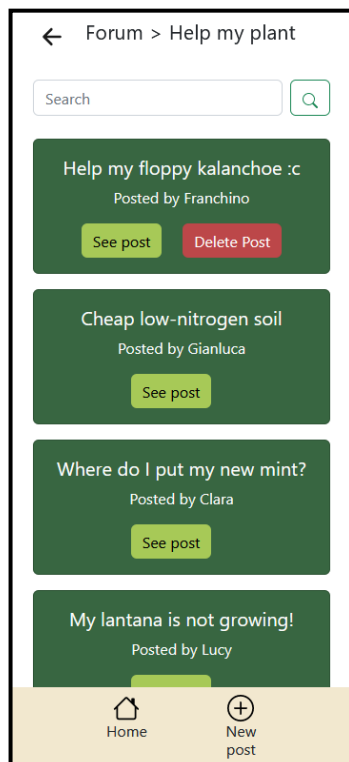 Forum > Help my plant
Search
Help my floppy kalanchoe :c
Posted by Franchino
See post Delete Post
Cheap low-nitrogen soil
Posted by Gianluca
See post
Where do I put my new mint?
Posted by Clara
See post
My lantana is not growing!
Posted by Lucy
Home
New
post